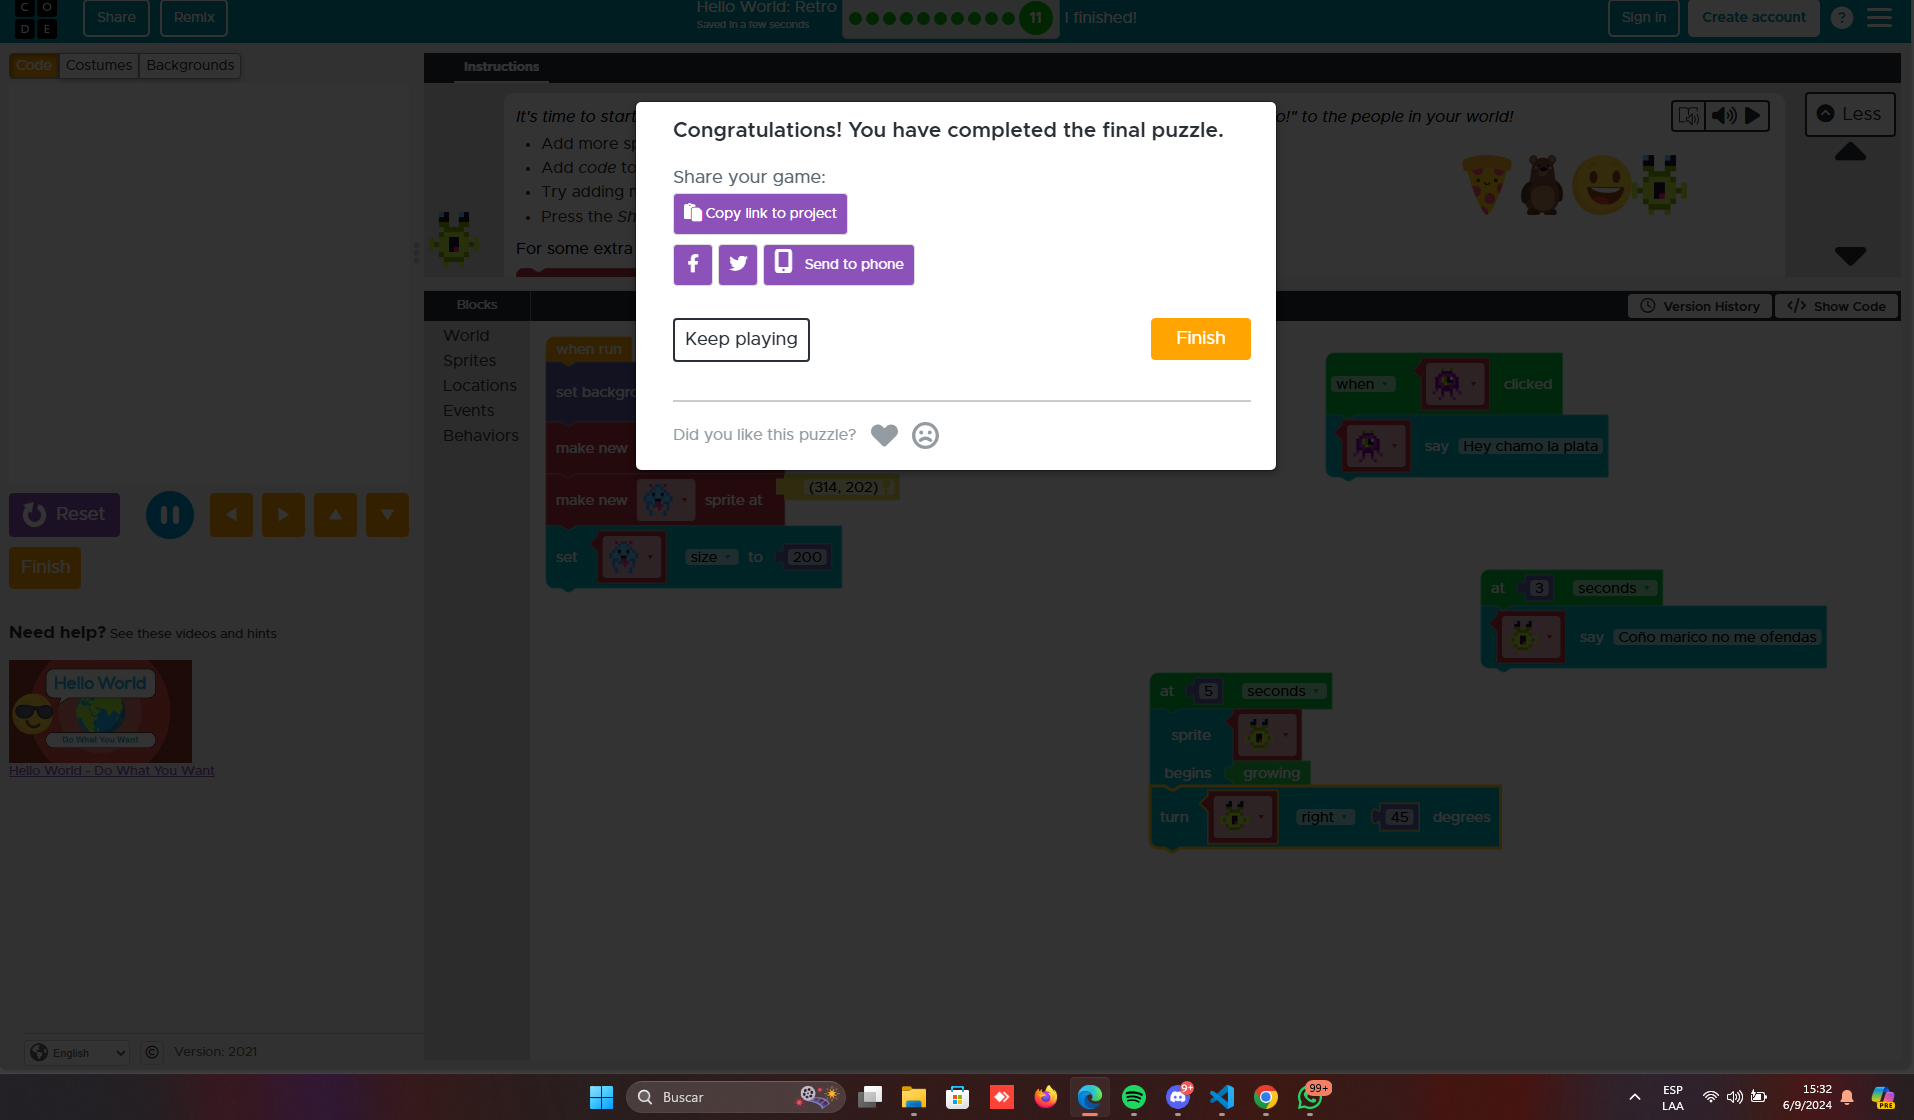 C O
D E
Share
Remix
Hello World: Retro
Saved in a few seconds
11
I finished!
Sign in
Create account
?
Code
Costumes
Backgrounds
Instructions
It's time to start
o!" to the people in your world!
Add more sp
Add code to
Try adding m
Press the Sh
For some extra
Less
Congratulations! You have completed the final puzzle.
Share your game:
Copy link to project
Send to phone
Keep playing
Finish
Did you like this puzzle?
Blocks
Version History
</> Show Code
World
Sprites
Locations
Events
Behaviors
when run
set backgro
make new
make new
sprite at
(314, 202)
set
size
to
200
when
clicked
say
Hey chamo la plata
at
3
seconds
say
Coño marico no me ofendas
at
5
seconds
sprite
begins
growing
turn
right
45
degrees
Reset
Finish
Need help? See these videos and hints
Hello World
Do What You Want
Hello World - Do What You Want
English
©
Version: 2021
Buscar
9+
99+
ESP
LAA
15:32
6/9/2024
PRE